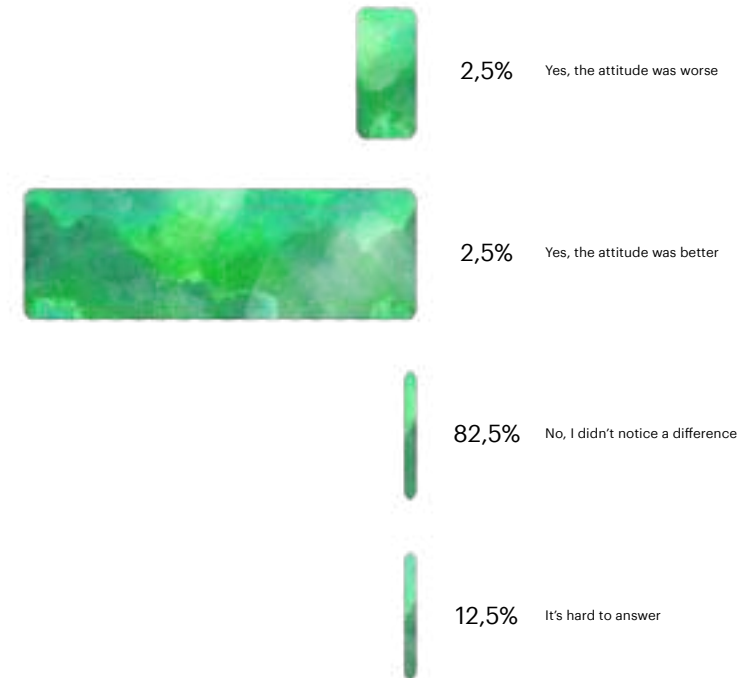 2,5% Yes, the attitude was worse
2,5% Yes, the attitude was better
82,5% No, I didn’t notice a difference
12,5% It’s hard to answer